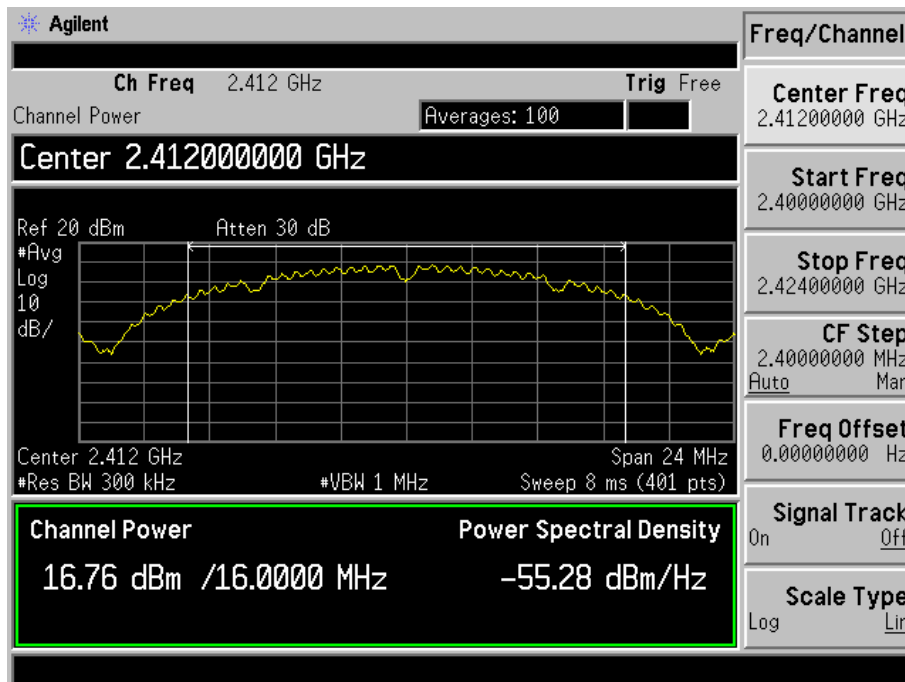 Agilent
Freq/Channel
Ch Freq 2.412 GHz Trig Free
Channel Power Averages: 100
Center 2.412000000 GHz
Ref 20 dBm Atten 30 dB
#Avg
Log
10
dB/
Center 2.412 GHz Span 24 MHz
#Res BW 300 kHz #VBW 1 MHz Sweep 8 ms (401 pts)
Channel Power Power Spectral Density
16.76 dBm /16.0000 MHz -55.28 dBm/Hz
Center Freq
2.41200000 GHz
Start Freq
2.40000000 GHz
Stop Freq
2.42400000 GHz
CF Step
2.40000000 MHz
Auto Man
Freq Offset
0.00000000 Hz
Signal Track
On Off
Scale Type
Log Lin